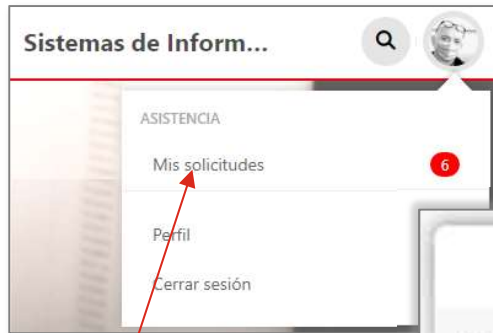 Sistemas de Inform...
ASISTENCIA
Mis solicitudes
6
Perfil
Cerrar sesión